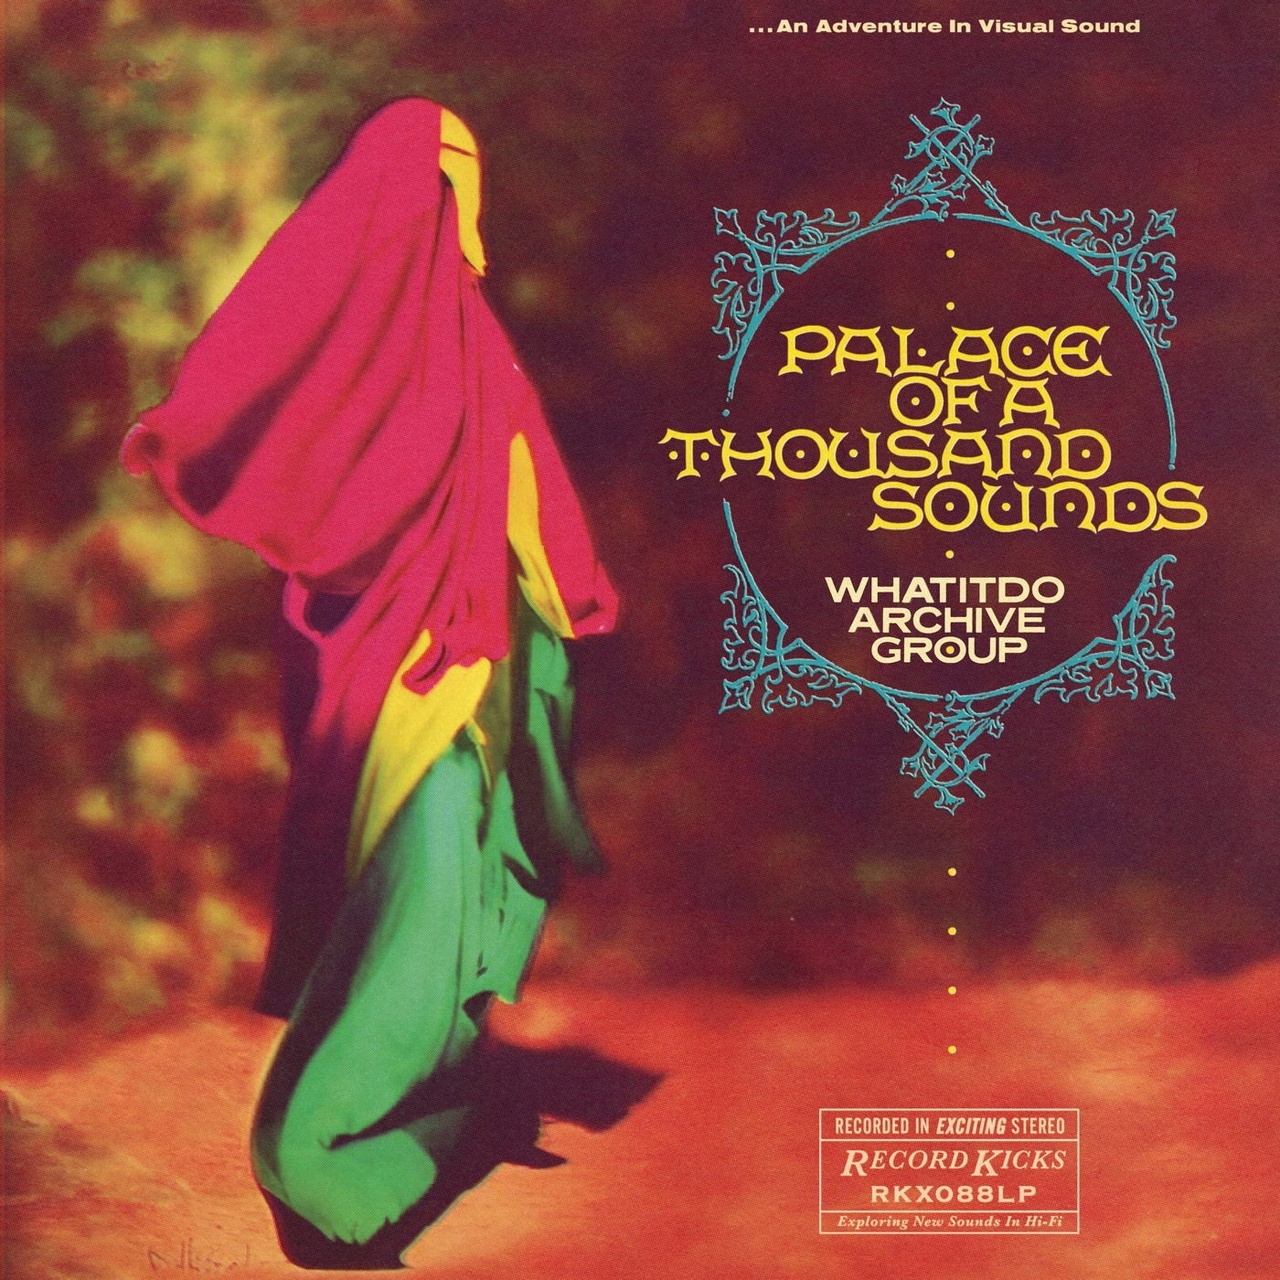 ...An Adventure In Visual Sound
PALACE
OF A
THOUSAND
SOUNDS
WHATITDO
ARCHIVE
GROUP
RECORDED IN EXCITING STEREO
RECORD KICKS
RKX088LP
Exploring New Sounds In Hi-Fi